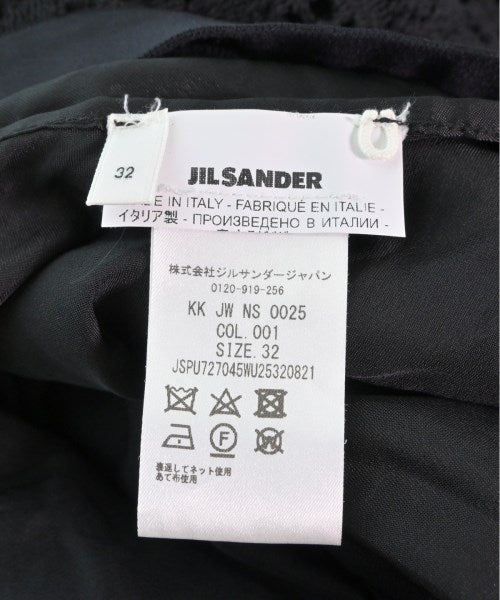 32
JILSANDER
MADE IN ITALY - FABRIQUÉ EN ITALIE -
イタリア製 - ПРОИЗВЕДЕНО В ИТАЛИИ -
株式会社ジルサンダージャパン
0120-919-256
KK JW NS 0025
COL.001
SIZE.32
JSPU727045WU25320821
F
W
裏返してネット使用
あて布使用